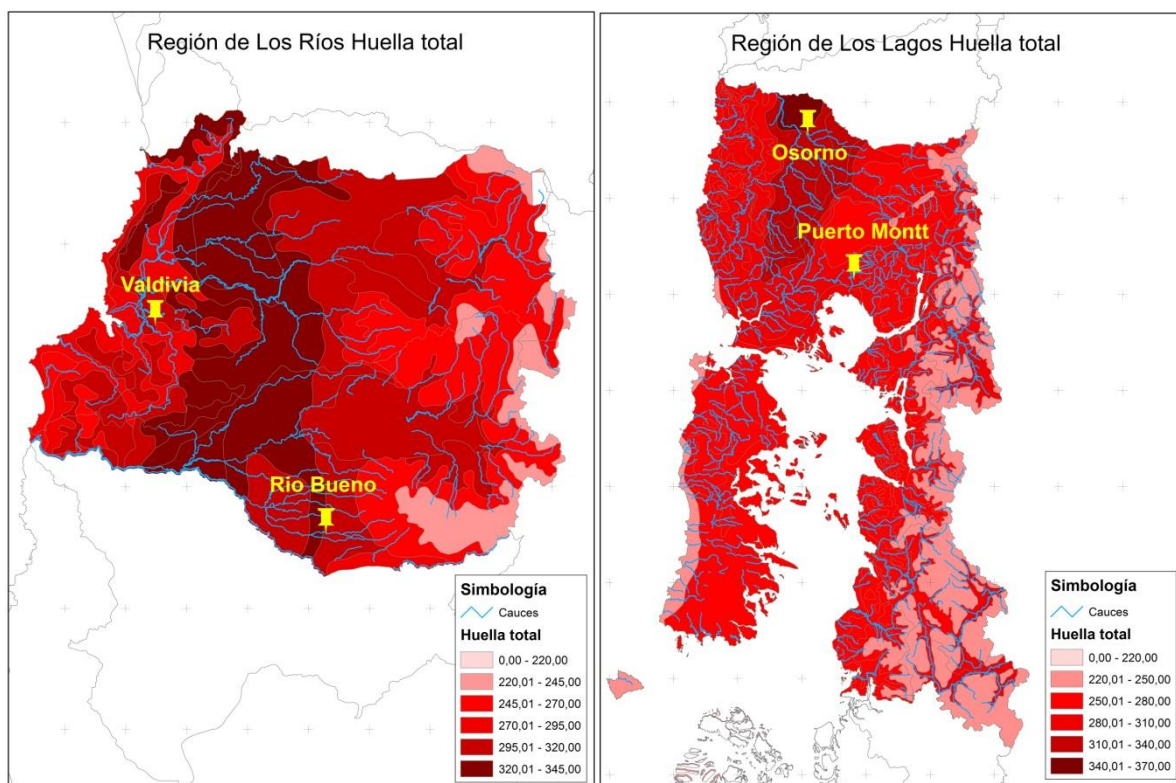 Región de Los Ríos Huella total
Valdivia
Rio Bueno
Simbología
Cauces
Huella total
0,00 - 220,00
220,01 - 245,00
245,01 - 270,00
270,01 - 295,00
295,01 - 320,00
320,01 - 345,00
Región de Los Lagos Huella total
Osorno
Puerto Montt
Simbología
Cauces
Huella total
0,00 - 220,00
220,01 - 250,00
250,01 - 280,00
280,01 - 310,00
310,01 - 340,00
340,01 - 370,00